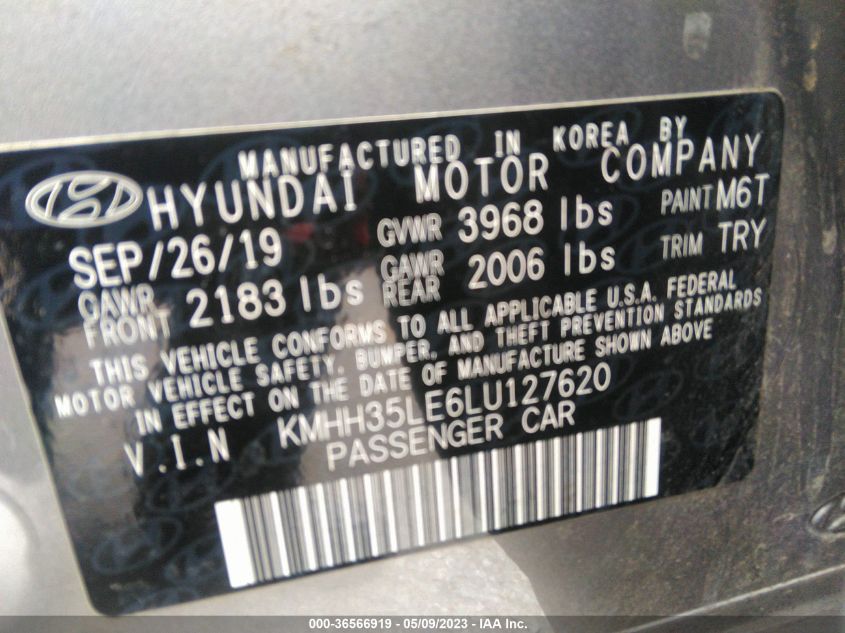 MANUFACTURED IN KOREA BY
HYUNDAI MOTOR COMPANY
SEP/26/19 GVWR 3968 lbs PAINT M6T
GAWR FRONT 2183 lbs GAWR REAR 2006 lbs TRIM TRY
THIS VEHICLE CONFORMS TO ALL APPLICABLE U.S.A. FEDERAL
MOTOR VEHICLE SAFETY, BUMPER, AND THEFT PREVENTION STANDARDS
IN EFFECT ON THE DATE OF MANUFACTURE SHOWN ABOVE
V.I.N KMHH35LE6LU127620
PASSENGER CAR
000-36566919 - 05/09/2023 - IAA Inc.